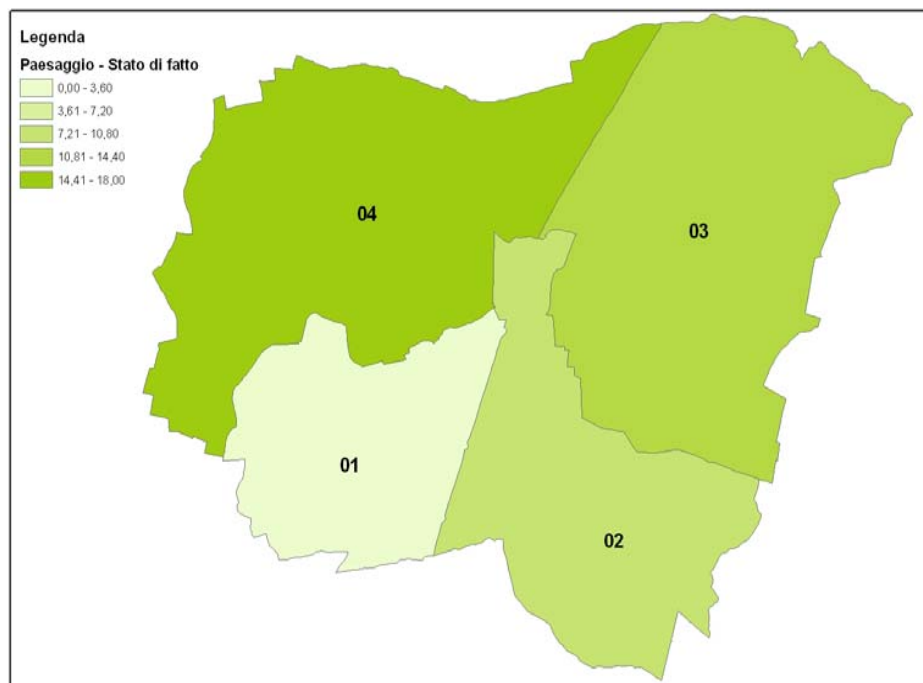 Legenda
Paesaggio - Stato di fatto
0,00 - 3,60
3,61 - 7,20
7,21 - 10,80
10,81 - 14,40
14,41 - 18,00
04
03
01
02